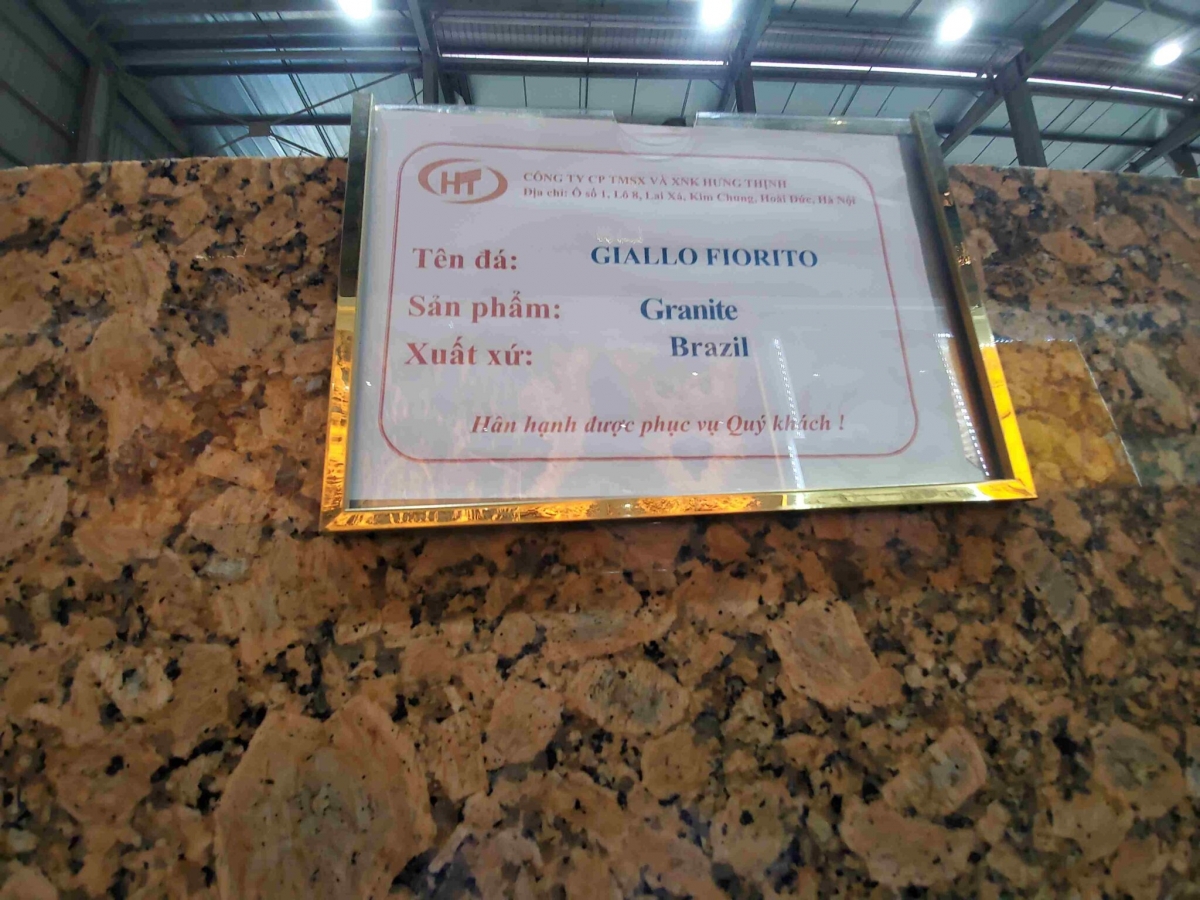 HT
CÔNG TY CP TMSX VÀ XNK HƯNG THỊNH
Địa chỉ: Ô số 1, Lô 8, Lai Xá, Kim Chung, Hoài Đức, Hà Nội
Tên đá: GIALLO FIORITO
Sản phẩm: Granite
Xuất xứ: Brazil
Hân hạnh được phục vụ Quý khách !